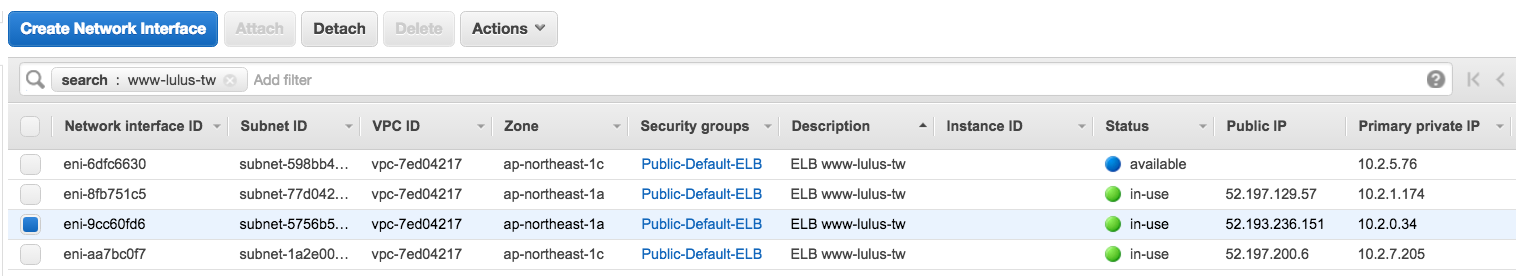 Create Network Interface Attach Detach Delete Actions
search : www-lulus-tw Add filter
Network interface ID Subnet ID VPC ID Zone Security groups Description Instance ID Status Public IP Primary private IP
eni-6dfc6630 subnet-598bb4... vpc-7ed04217 ap-northeast-1c Public-Default-ELB ELB www-lulus-tw available 10.2.5.76
eni-8fb751c5 subnet-77d042... vpc-7ed04217 ap-northeast-1a Public-Default-ELB ELB www-lulus-tw in-use 52.197.129.57 10.2.1.174
eni-9cc60fd6 subnet-5756b5... vpc-7ed04217 ap-northeast-1a Public-Default-ELB ELB www-lulus-tw in-use 52.193.236.151 10.2.0.34
eni-aa7bc0f7 subnet-1a2e00... vpc-7ed04217 ap-northeast-1c Public-Default-ELB ELB www-lulus-tw in-use 52.197.200.6 10.2.7.205